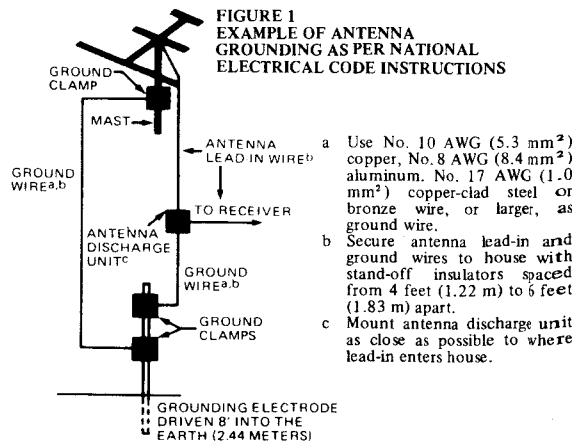 FIGURE 1
EXAMPLE OF ANTENNA
GROUNDING AS PER NATIONAL
ELECTRICAL CODE INSTRUCTIONS
GROUND
CLAMP
MAST
GROUND
WIREa,b
ANTENNA
LEAD-IN WIREb
TO RECEIVER
ANTENNA
DISCHARGE
UNITc
GROUND
WIREa,b
GROUND
CLAMPS
GROUNDING ELECTRODE
DRIVEN 8' INTO THE
EARTH (2.44 METERS)
a Use No. 10 AWG (5.3 mm²)
copper, No. 8 AWG (8.4 mm²)
aluminum. No. 17 AWG (1.0
mm²) copper-clad steel or
bronze wire, or larger, as
ground wire.
b Secure antenna lead-in and
ground wires to house with
stand-off insulators spaced
from 4 feet (1.22 m) to 6 feet
(1.83 m) apart.
c Mount antenna discharge unit
as close as possible to where
lead-in enters house.